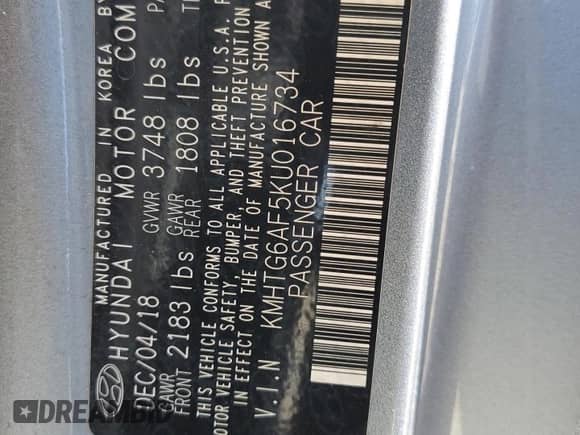 MANUFACTURED IN KOREA BY
HYUNDAI MOTOR COM
DEC/04/18 GVWR 3748 lbs PA
GAWR FRONT 2183 lbs GAWR REAR 1808 lbs TI
THIS VEHICLE CONFORMS TO ALL APPLICABLE U.S.A. F
MOTOR VEHICLE SAFETY, BUMPER, AND THEFT PREVENTION
IN EFFECT ON THE DATE OF MANUFACTURE SHOWN A
V.I.N KMHTG6AF5KU016734
PASSENGER CAR
DREAMBID